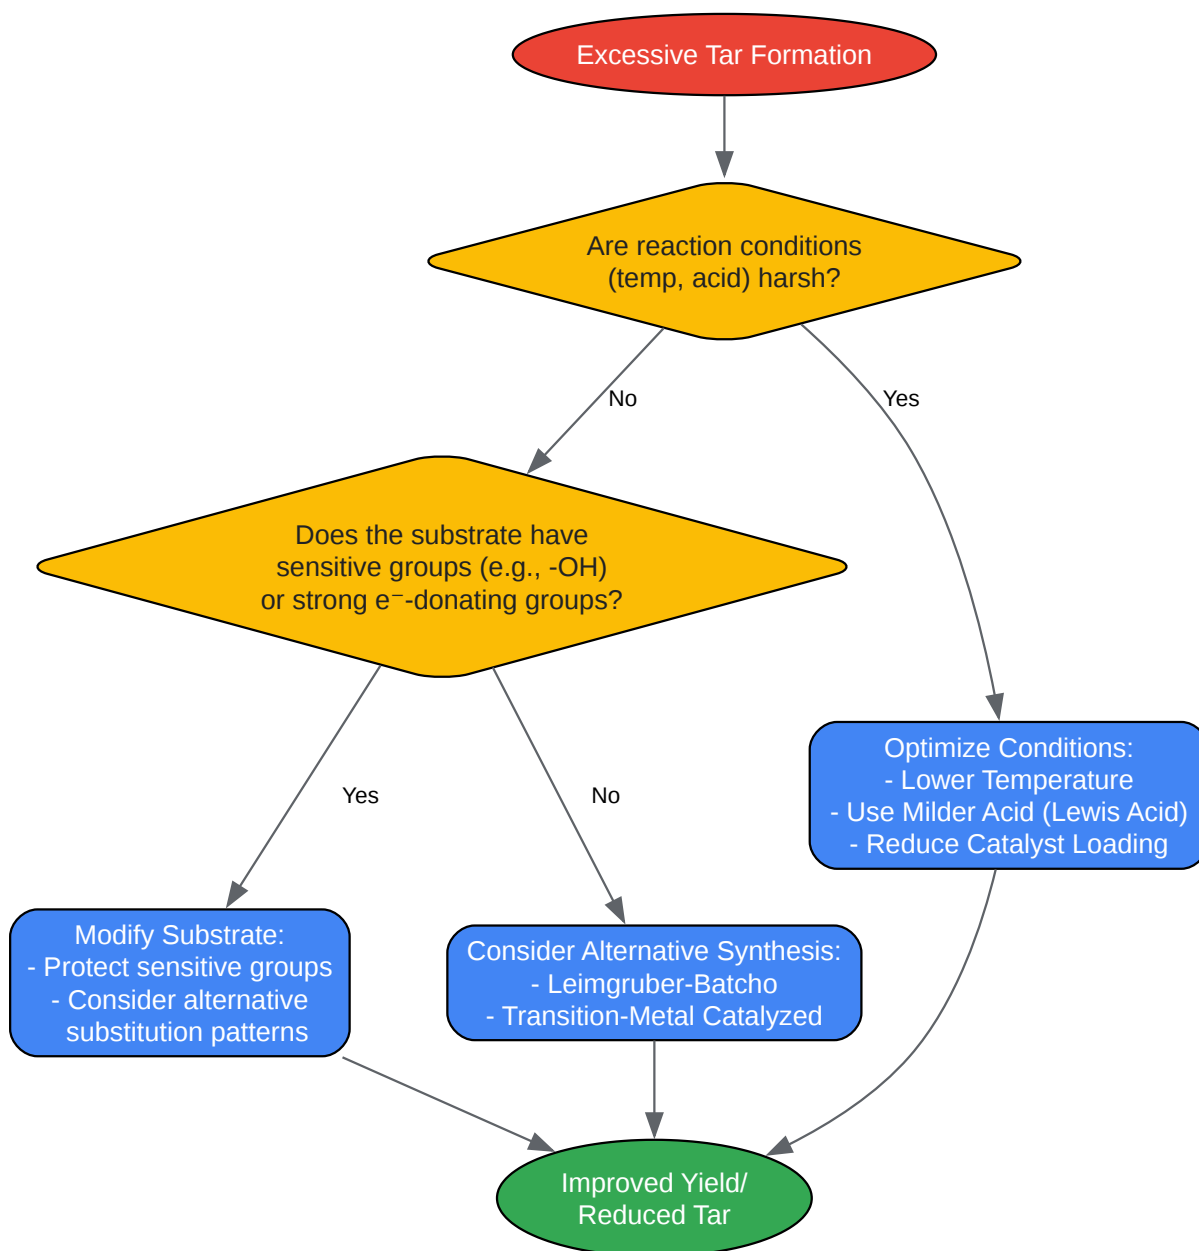 Excessive Tar Formation
Are reaction conditions
(temp, acid) harsh?
No
Yes
Does the substrate have
sensitive groups (e.g., -OH)
or strong e⁻-donating groups?
Yes
No
Optimize Conditions:
- Lower Temperature
- Use Milder Acid (Lewis Acid)
- Reduce Catalyst Loading
Modify Substrate:
- Protect sensitive groups
- Consider alternative
substitution patterns
Consider Alternative Synthesis:
- Leimgruber-Batcho
- Transition-Metal Catalyzed
Improved Yield/
Reduced Tar